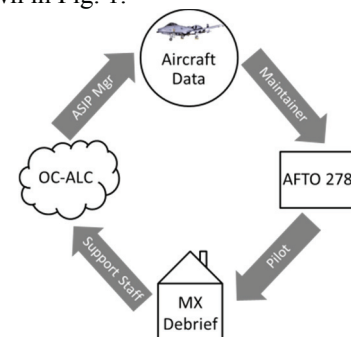 wn in Fig. 1.
Aircraft
Data
Maintainer
AFTO 278
Pilot
MX
Debrief
Support Staff
OC-ALC
ASIP Mgr